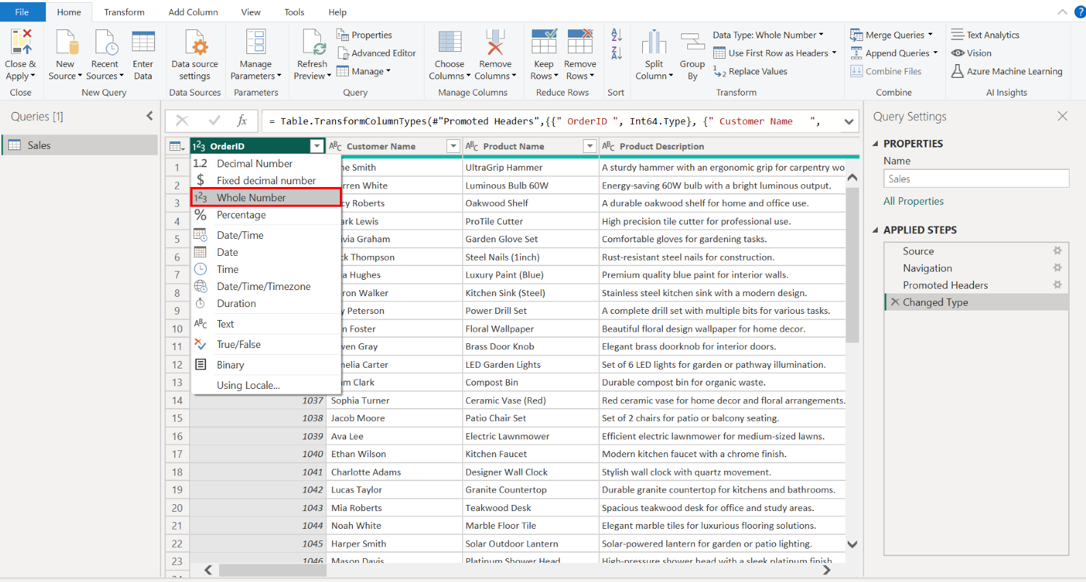 File Home Transform Add Column View Tools Help
Close & Apply
New Source
Recent Sources
Enter Data
Data source settings
Manage Parameters
Refresh Preview
Properties
Advanced Editor
Manage
Choose Columns
Remove Columns
Keep Rows
Remove Rows
Split Column
Group By
Data Type: Whole Number
Use First Row as Headers
Replace Values
Merge Queries
Append Queries
Combine Files
Text Analytics
Vision
Azure Machine Learning
Close New Query Data Sources Parameters Query Manage Columns Reduce Rows Sort Transform Combine AI Insights
Queries [1]
Sales
= Table.TransformColumnTypes(#"Promoted Headers",{{" OrderID ", Int64.Type}, {" Customer Name   ",
OrderID Customer Name Product Name Product Description
1.2 Decimal Number
$ Fixed decimal number
123 Whole Number
% Percentage
Date/Time
Date
Time
Date/Time/Timezone
Duration
ABC Text
True/False
Binary
Using Locale...
1 Smith UltraGrip Hammer A sturdy hammer with an ergonomic grip for carpentry wo
2 White Luminous Bulb 60W Energy-saving 60W bulb with a bright luminous output.
3 Roberts Oakwood Shelf A durable oakwood shelf for home and office use.
4 Lewis ProTile Cutter High precision tile cutter for professional use.
5 Graham Garden Glove Set Comfortable gloves for gardening tasks.
6 Thompson Steel Nails (1inch) Rust-resistant steel nails for construction.
7 Hughes Luxury Paint (Blue) Premium quality blue paint for interior walls.
8 Walker Kitchen Sink (Steel) Stainless steel kitchen sink with a modern design.
9 Peterson Power Drill Set A complete drill set with multiple bits for various tasks.
10 Foster Floral Wallpaper Beautiful floral design wallpaper for home decor.
11 Gray Brass Door Knob Elegant brass doorknob for interior doors.
12 Carter LED Garden Lights Set of 6 LED lights for garden or pathway illumination.
13 Clark Compost Bin Durable compost bin for organic waste.
14 1037 Sophia Turner Ceramic Vase (Red) Red ceramic vase for home decor and floral arrangements.
15 1038 Jacob Moore Patio Chair Set Set of 2 chairs for patio or balcony seating.
16 1039 Ava Lee Electric Lawnmower Efficient electric lawnmower for medium-sized lawns.
17 1040 Ethan Wilson Kitchen Faucet Modern kitchen faucet with a chrome finish.
18 1041 Charlotte Adams Designer Wall Clock Stylish wall clock with quartz movement.
19 1042 Lucas Taylor Granite Countertop Durable granite countertop for kitchens and bathrooms.
20 1043 Mia Roberts Teakwood Desk Spacious teakwood desk for office and study areas.
21 1044 Noah White Marble Floor Tile Elegant marble tiles for luxurious flooring solutions.
22 1045 Harper Smith Solar Outdoor Lantern Solar-powered lantern for garden or patio lighting.
23 1046 Mason Davis Platinum Shower Head High-pressure shower head with a sleek platinum finish
Query Settings
PROPERTIES
Name
Sales
All Properties
APPLIED STEPS
Source
Navigation
Promoted Headers
Changed Type